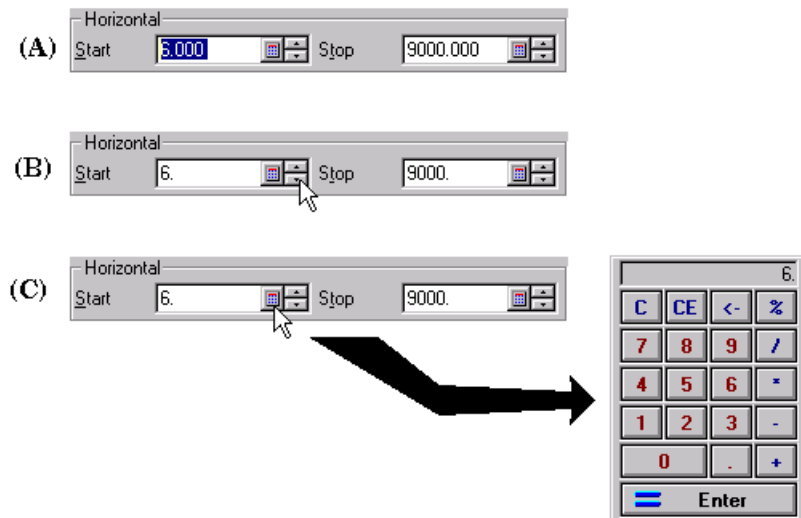 Horizontal
(A) Start 6.000 Stop 9000.000
Horizontal
(B) Start 6. Stop 9000.
Horizontal
(C) Start 6. Stop 9000.
6.
C CE <- %
7 8 9 /
4 5 6 *
1 2 3 -
0 . +
= Enter